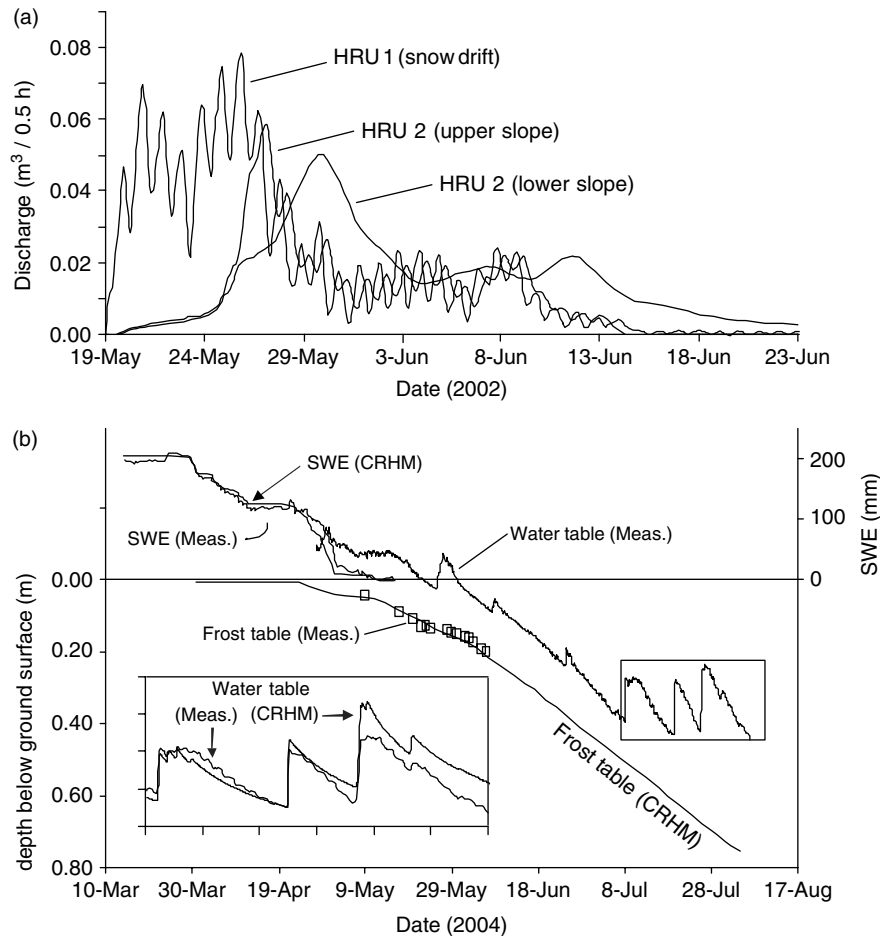 (a)
0.08
0.06
0.04
0.02
0.00
Discharge (m³ / 0.5 h)
HRU 1 (snow drift)
HRU 2 (upper slope)
HRU 2 (lower slope)
19-May 24-May 29-May 3-Jun 8-Jun 13-Jun 18-Jun 23-Jun
Date (2002)
(b)
SWE (CRHM)
SWE (Meas.)
Water table (Meas.)
200
100
0
SWE (mm)
0.00
0.20
0.40
0.60
0.80
depth below ground surface (m)
Frost table (Meas.)
Water table
(Meas.) (CRHM)
Frost table (CRHM)
10-Mar 30-Mar 19-Apr 9-May 29-May 18-Jun 8-Jul 28-Jul 17-Aug
Date (2004)